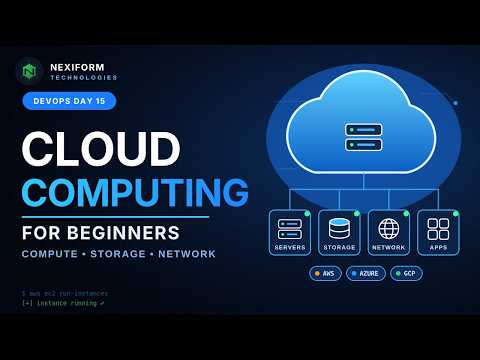 NEXIFORM
TECHNOLOGIES
DEVOPS DAY 15
CLOUD
COMPUTING
FOR BEGINNERS
COMPUTE • STORAGE • NETWORK
$ aws ec2 run-instances
[+] instance running ✓
SERVERS
STORAGE
NETWORK
APPS
AWS
AZURE
GCP